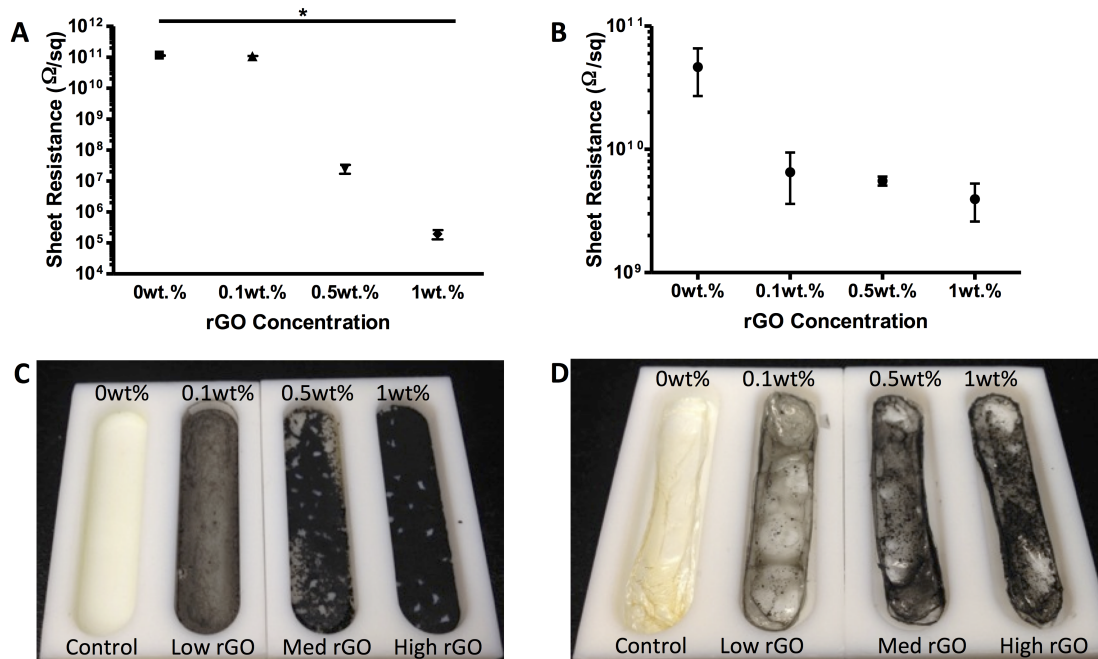 A
*
Sheet Resistance (Ω/sq)
10¹²
10¹¹
10¹⁰
10⁹
10⁸
10⁷
10⁶
10⁵
10⁴
0wt.% 0.1wt.% 0.5wt.% 1wt.%
rGO Concentration
B
Sheet Resistance (Ω/sq)
10¹¹
10¹⁰
10⁹
0wt.% 0.1wt.% 0.5wt.% 1wt.%
rGO Concentration
C
0wt% 0.1wt% 0.5wt% 1wt%
Control Low rGO Med rGO High rGO
D
0wt% 0.1wt% 0.5wt% 1wt%
Control Low rGO Med rGO High rGO